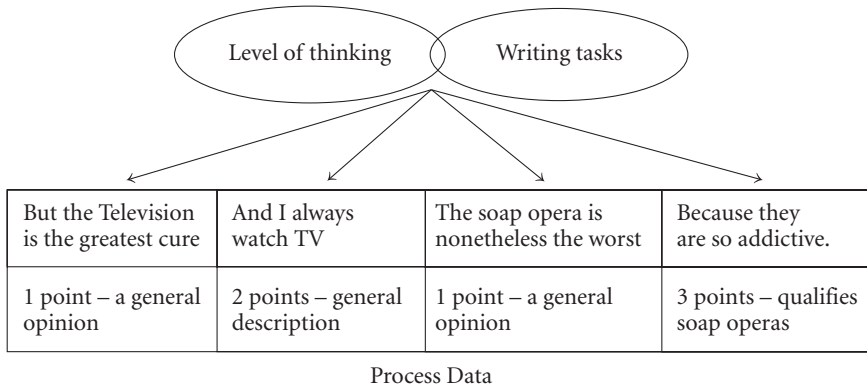 Level of thinking
Writing tasks
But the Television
is the greatest cure
And I always
watch TV
The soap opera is
nonetheless the worst
Because they
are so addictive.
1 point – a general
opinion
2 points – general
description
1 point – a general
opinion
3 points – qualifies
soap operas
Process Data